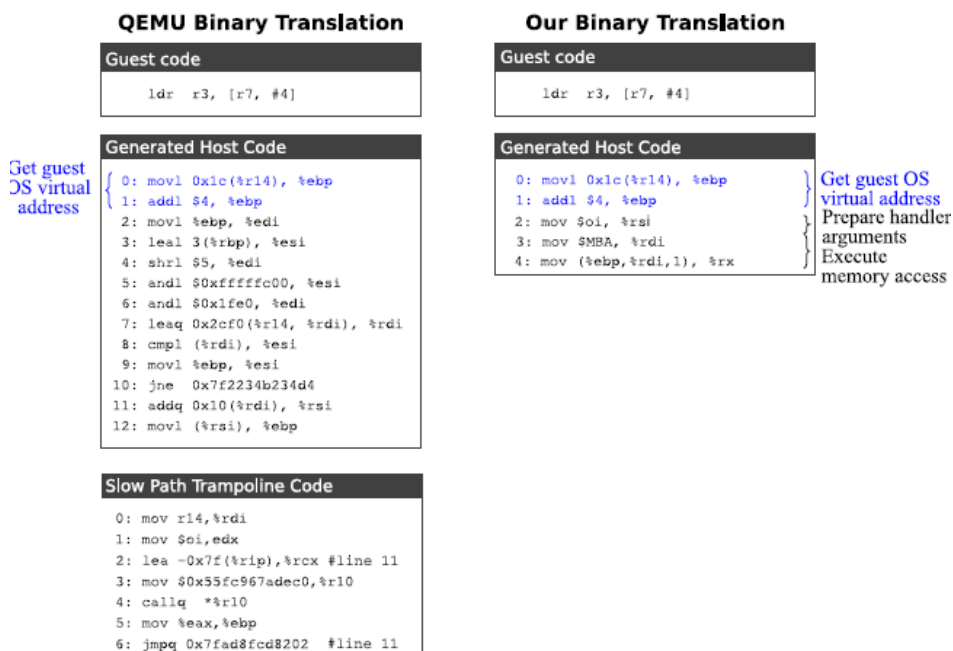 QEMU Binary Translation
Guest code
ldr r3, [r7, #4]
Generated Host Code
Get guest
OS virtual
address
0: movl 0x1c(%r14), %ebp
1: addl $4, %ebp
2: movl %ebp, %edi
3: leal 3(%rbp), %esi
4: shrl $5, %edi
5: andl $0xfffffc00, %esi
6: andl $0x1fe0, %edi
7: leaq 0x2cf0(%r14, %rdi), %rdi
8: cmpl (%rdi), %esi
9: movl %ebp, %esi
10: jne 0x7f2234b234d4
11: addq 0x10(%rdi), %rsi
12: movl (%rsi), %ebp
Slow Path Trampoline Code
0: mov r14,%rdi
1: mov $oi,edx
2: lea -0x7f(%rip),%rcx #line 11
3: mov $0x55fc967adec0,%r10
4: callq *%r10
5: mov %eax,%ebp
6: jmpq 0x7fad8fcd8202 #line 11
Our Binary Translation
Guest code
ldr r3, [r7, #4]
Generated Host Code
0: movl 0x1c(%r14), %ebp
1: addl $4, %ebp
2: mov $oi, %rsi
3: mov $MBA, %rdi
4: mov (%ebp,%rdi,1), %rx
Get guest OS
virtual address
Prepare handler
arguments
Execute
memory access